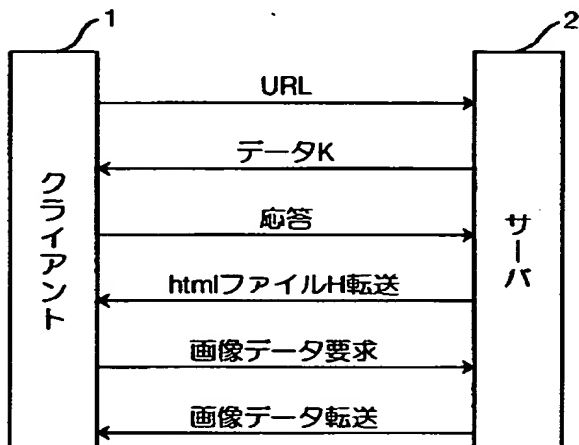 1
2
URL
データK
応答
htmlファイルH転送
画像データ要求
画像データ転送
クライアント
サーバ